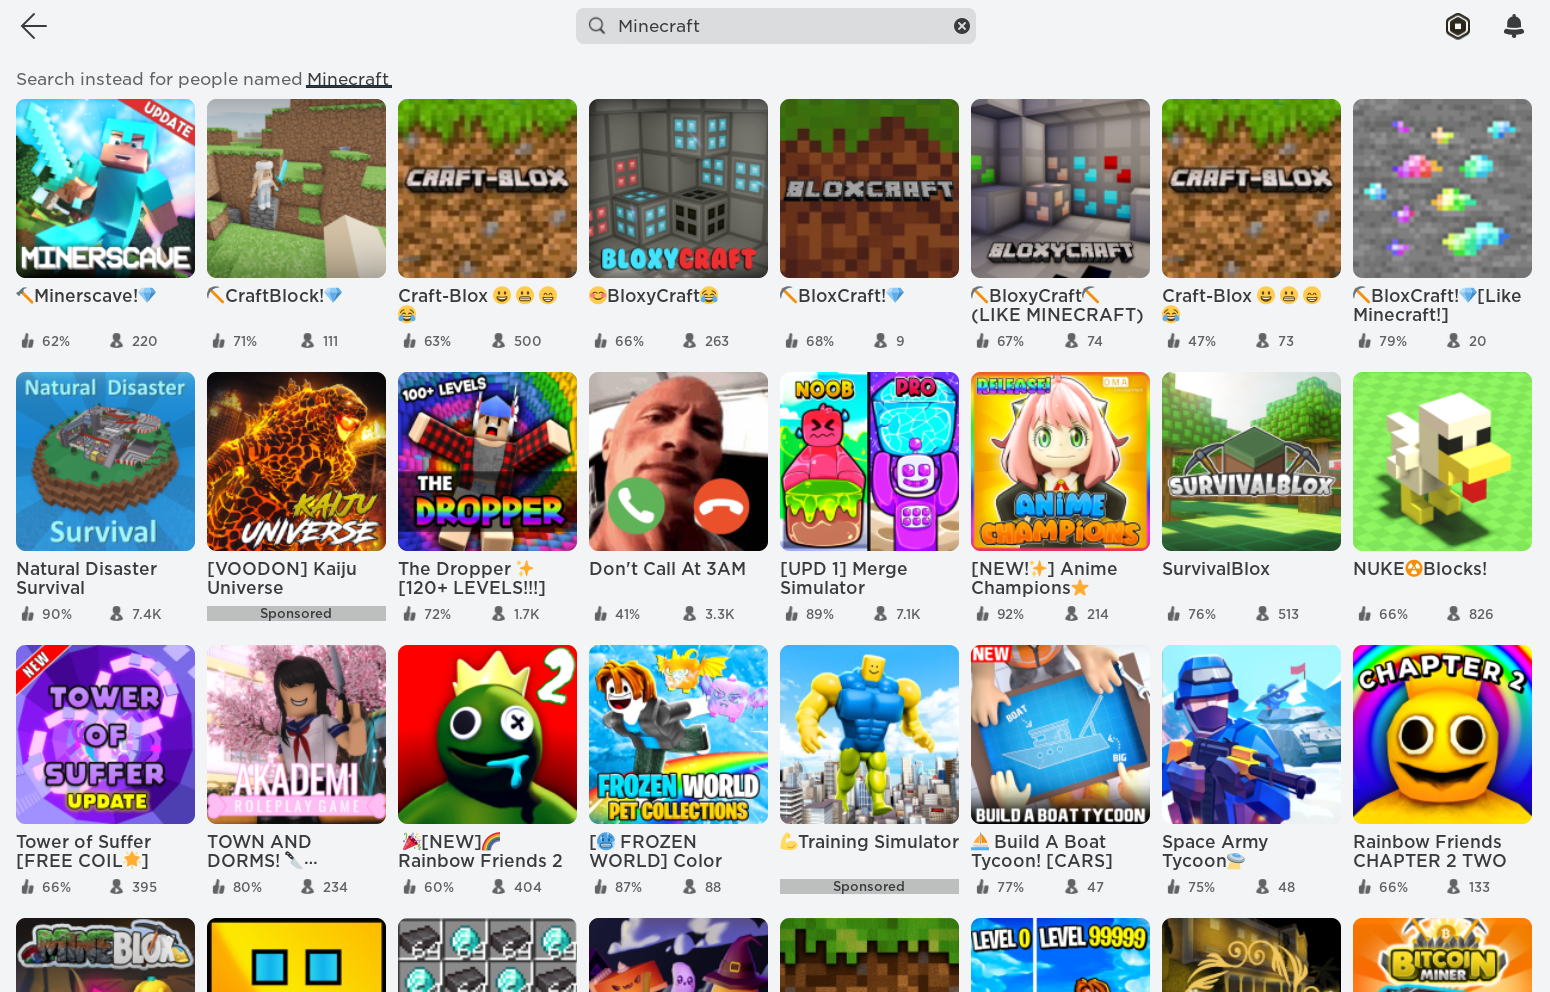 Minecraft
Search instead for people named Minecraft
UPDATE
MINERSCAVE
CRAFT-BLOX
BLOXYCRAFT
BLOXCRAFT
BLOXYCRAFT
CRAFT-BLOX
⛏Minerscave!💎
⛏CraftBlock!💎
Craft-Blox 😀😬😁
😂
😊BloxyCraft😂
⛏BloxCraft!💎
⛏BloxyCraft⛏
(LIKE MINECRAFT)
Craft-Blox 😀😬😁
😂
⛏BloxCraft!💎[Like
Minecraft!]
62% 220
71% 111
63% 500
66% 263
68% 9
67% 74
47% 73
79% 20
Natural Disaster
Survival
KAIJU
UNIVERSE
100+ LEVELS
THE
DROPPER
NOOB
PRO
RELEASE!
OMA
ANIME
CHAMPIONS
SURVIVALBLOX
Natural Disaster
Survival
[VOODON] Kaiju
Universe
The Dropper ✨
[120+ LEVELS!!!]
Don't Call At 3AM
[UPD 1] Merge
Simulator
[NEW!✨] Anime
Champions⭐
SurvivalBlox
NUKE☢Blocks!
90% 7.4K
Sponsored
72% 1.7K
41% 3.3K
89% 7.1K
92% 214
76% 513
66% 826
NEW
TOWER
OF
SUFFER
UPDATE
AKADEMI
ROLEPLAY GAME
2
FROZEN WORLD
PET COLLECTIONS
NEW
BOAT
BIG
BUILD A BOAT TYCOON
CHAPTER 2
Tower of Suffer
[FREE COIL🌟]
TOWN AND
DORMS! 🔪...
🎉[NEW]🌈
Rainbow Friends 2
[🥶 FROZEN
WORLD] Color
💪Training Simulator
⛵ Build A Boat
Tycoon! [CARS]
Space Army
Tycoon
Rainbow Friends
CHAPTER 2 TWO
66% 395
80% 234
60% 404
87% 88
Sponsored
77% 47
75% 48
66% 133
MINEBLOX
64 64 64 64
LEVEL 0
LEVEL 99999
BITCOIN
MINER